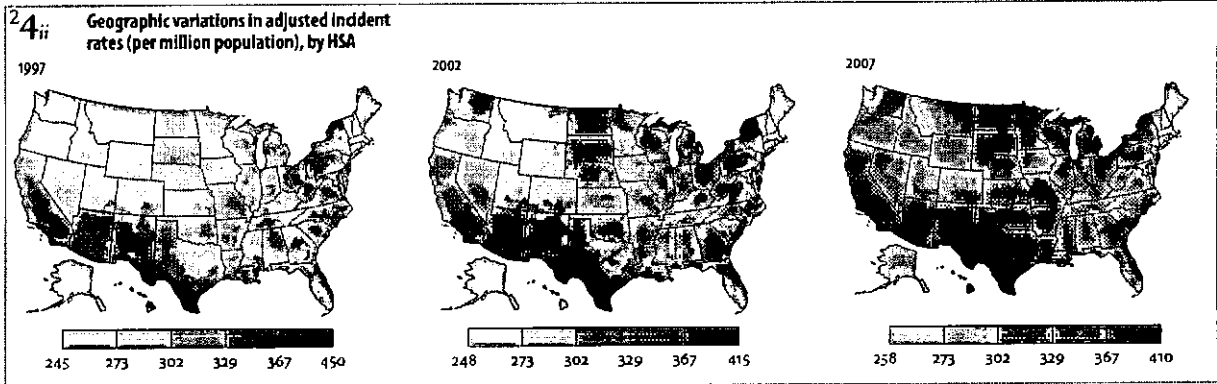 ²4ii Geographic variations in adjusted incident
rates (per million population), by HSA
1997
2002
2007
245 273 302 329 367 450
248 273 302 329 367 415
258 273 302 329 367 410